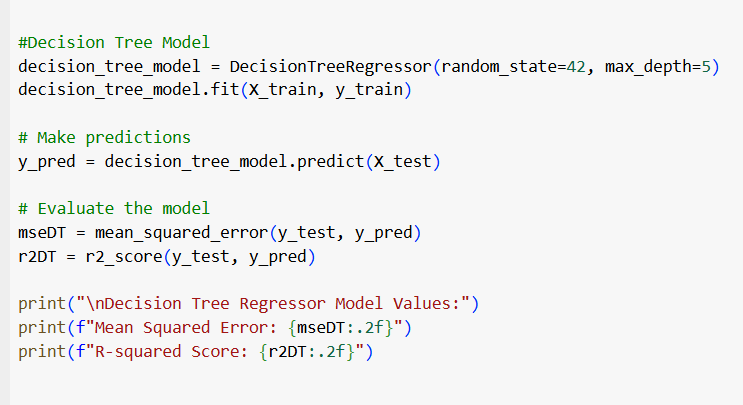 #Decision Tree Model
decision_tree_model = DecisionTreeRegressor(random_state=42, max_depth=5)
decision_tree_model.fit(X_train, y_train)
# Make predictions
y_pred = decision_tree_model.predict(X_test)
# Evaluate the model
mseDT = mean_squared_error(y_test, y_pred)
r2DT = r2_score(y_test, y_pred)
print("\nDecision Tree Regressor Model Values:")
print(f"Mean Squared Error: {mseDT:.2f}")
print(f"R-squared Score: {r2DT:.2f}")